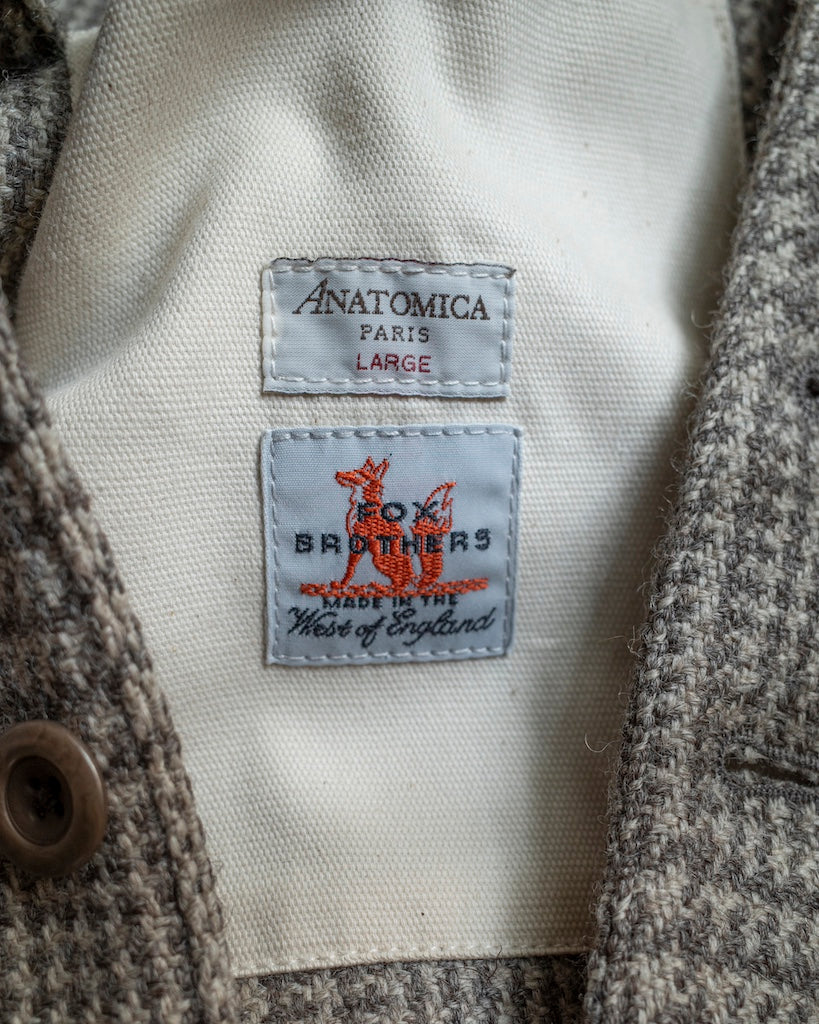 ANATOMICA
PARIS
LARGE
FOX
BROTHERS
MADE IN THE
West of England